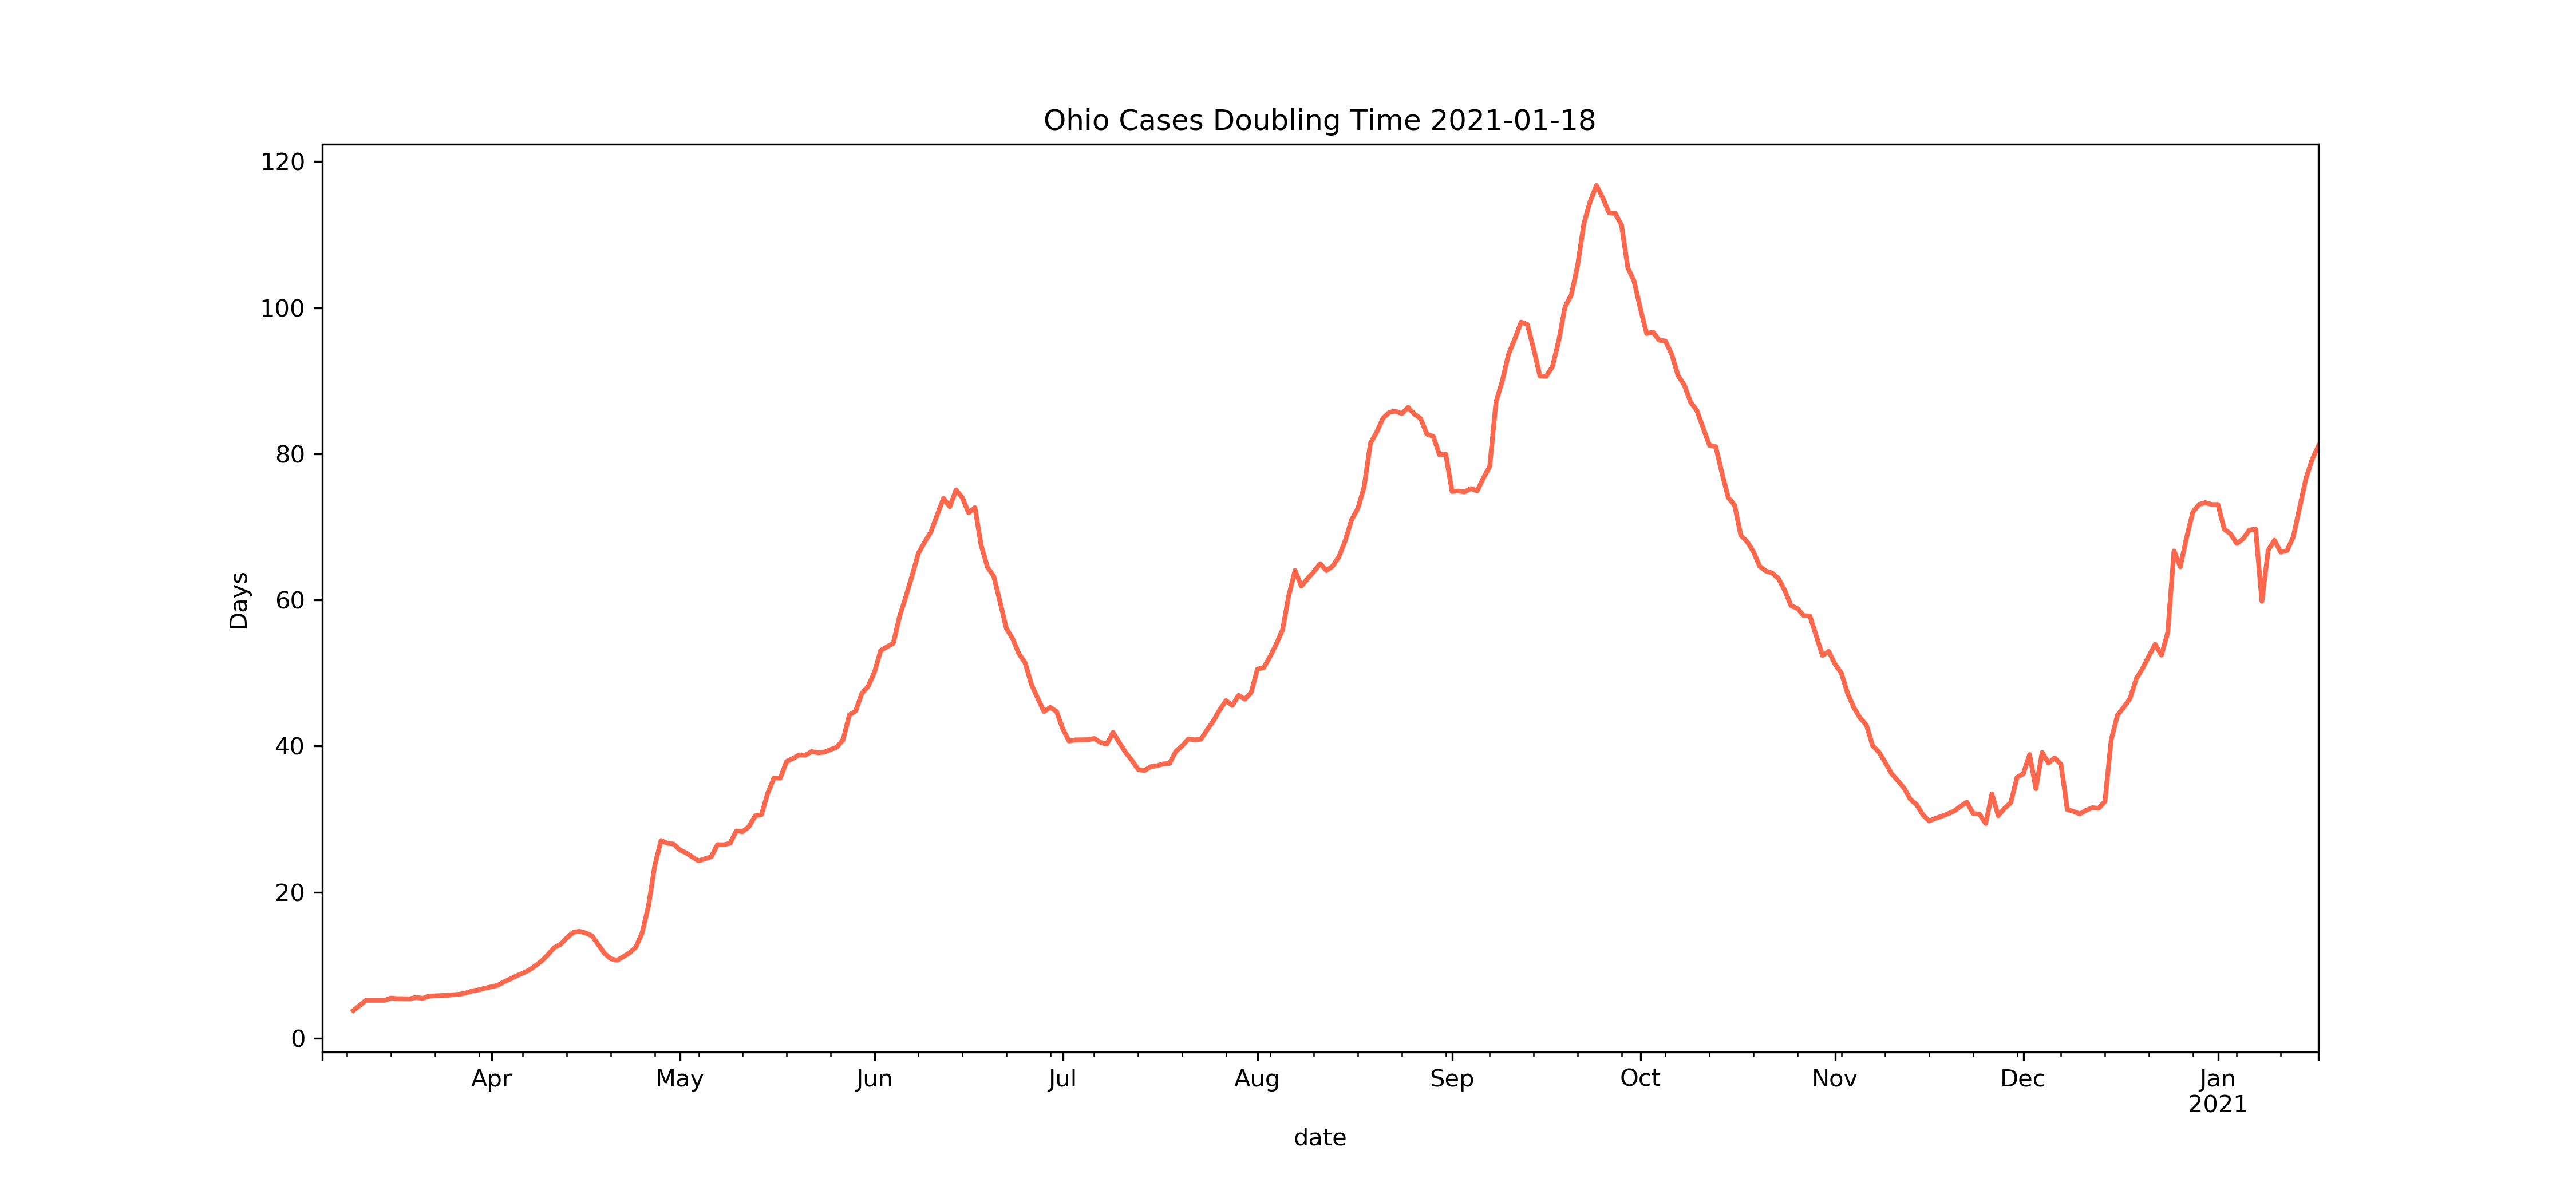 Ohio Cases Doubling Time 2021-01-18
120
100
80
60
40
20
0
Days
Apr May Jun Jul Aug Sep Oct Nov Dec Jan
2021
date